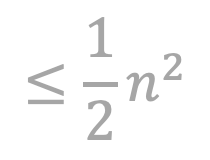 ≤ 1/2 n²